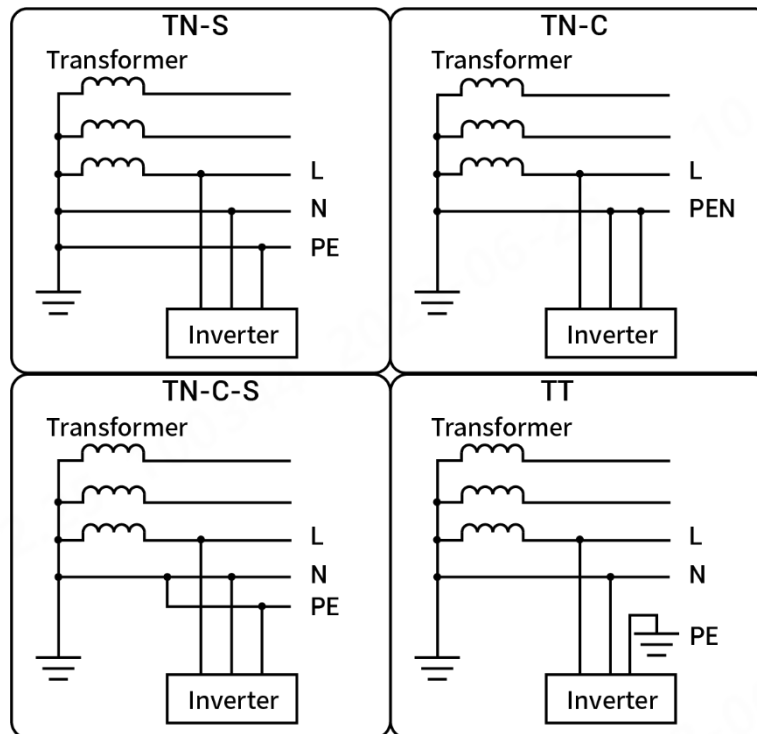 TN-S
Transformer
L
N
PE
Inverter
TN-C
Transformer
L
PEN
Inverter
TN-C-S
Transformer
L
N
PE
Inverter
TT
Transformer
L
N
PE
Inverter